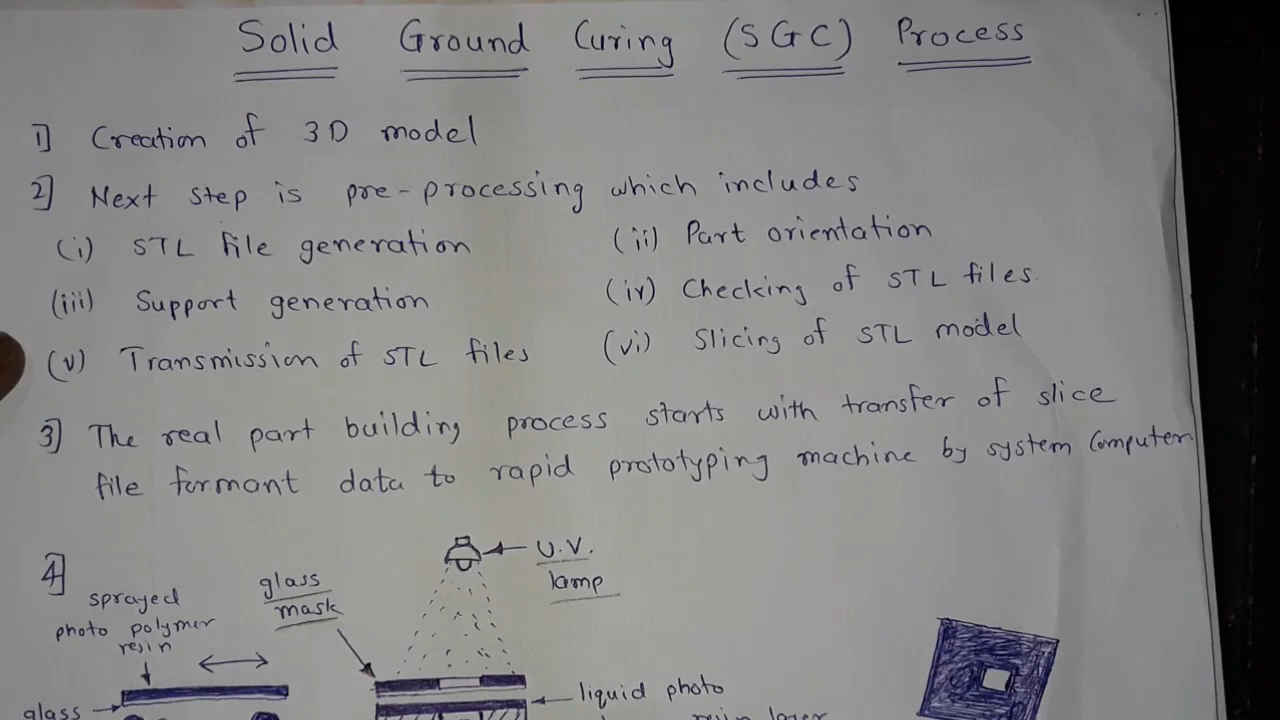 Solid Ground Curing (SGC) Process
1] Creation of 3D model
2] Next step is pre-processing which includes
(i) STL file generation (ii) Part orientation
(iii) Support generation (iv) Checking of STL files
(v) Transmission of STL files (vi) Slicing of STL model
3] The real part building process starts with transfer of slice
file formant data to rapid prototyping machine by system Computer
4]
sprayed
photo polymer
resin
glass
glass
mask
U.V.
lamp
liquid photo
resin layer